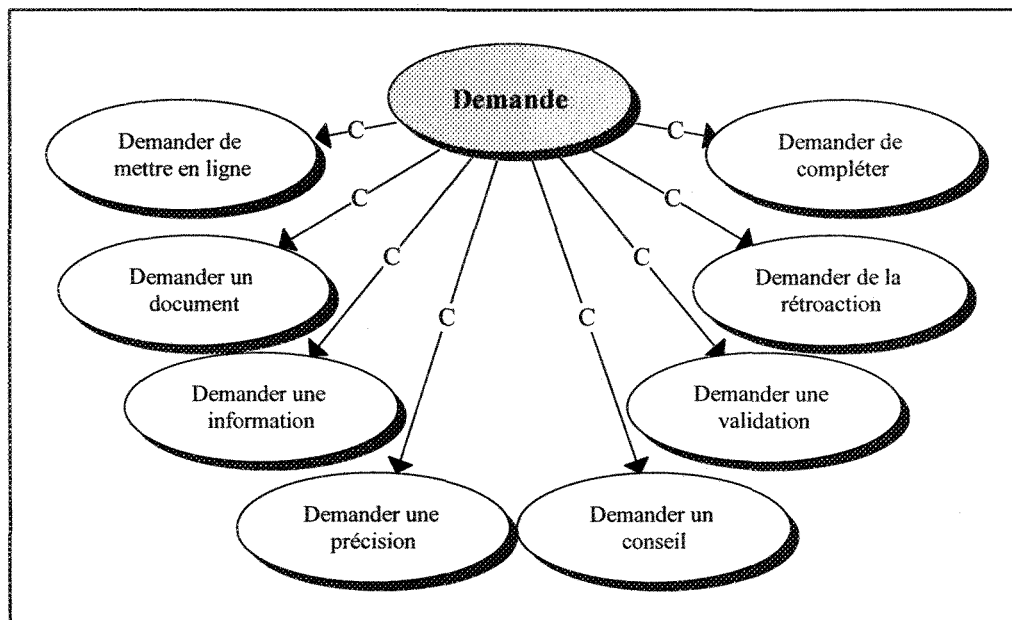 Demande
Demander de
mettre en ligne
C
C
Demander de
compléter
C
C
Demander un
document
C
C
Demander de la
rétroaction
C
C
Demander une
information
Demander une
validation
Demander une
précision
Demander un
conseil